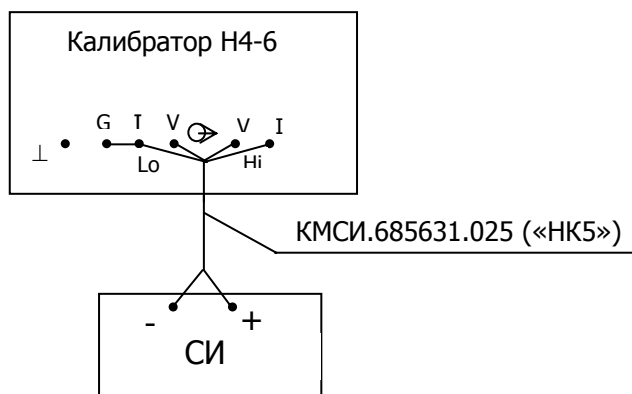 Калибратор Н4-6
G I V V I
⊥
Lo Hi
КМСИ.685631.025 («НК5»)
- +
СИ